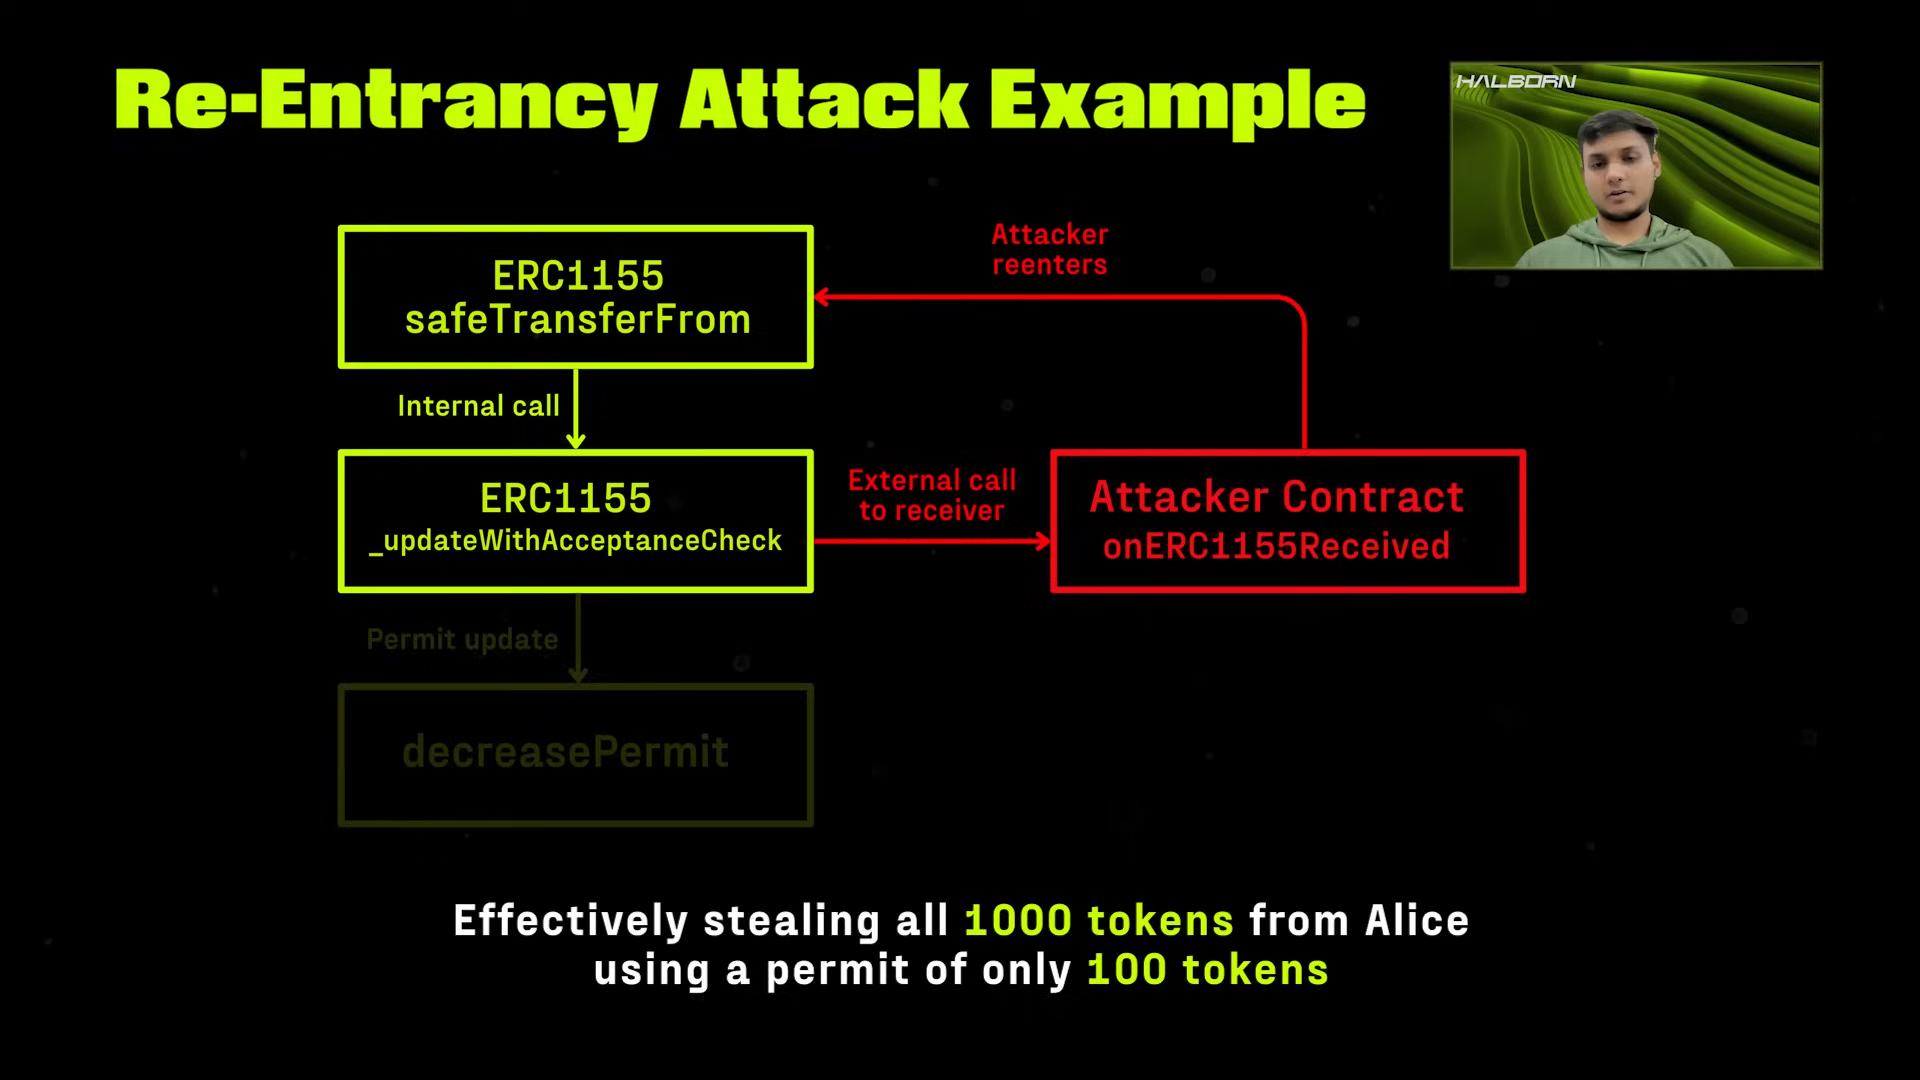 Re-Entrancy Attack Example
HALBORN
Attacker
reenters
ERC1155
safeTransferFrom
Internal call
ERC1155
_updateWithAcceptanceCheck
External call
to receiver
Attacker Contract
onERC1155Received
Permit update
decreasePermit
Effectively stealing all 1000 tokens from Alice
using a permit of only 100 tokens